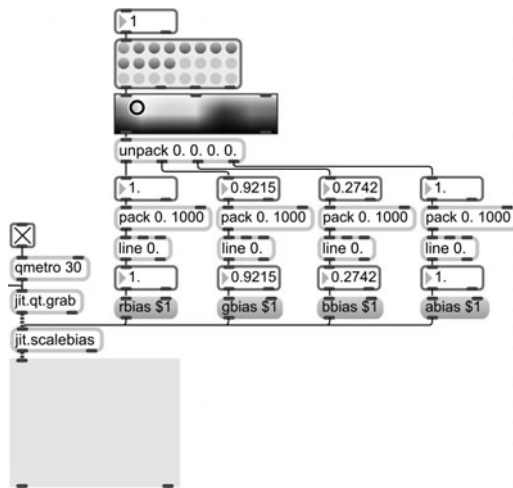 1
unpack 0. 0. 0. 0.
1. 0.9215 0.2742 1.
pack 0. 1000 pack 0. 1000 pack 0. 1000 pack 0. 1000
line 0. line 0. line 0. line 0.
qmetro 30 1. 0.9215 0.2742 1.
jit.qt.grab rbias $1 gbias $1 bbias $1 abias $1
jit.scalebias